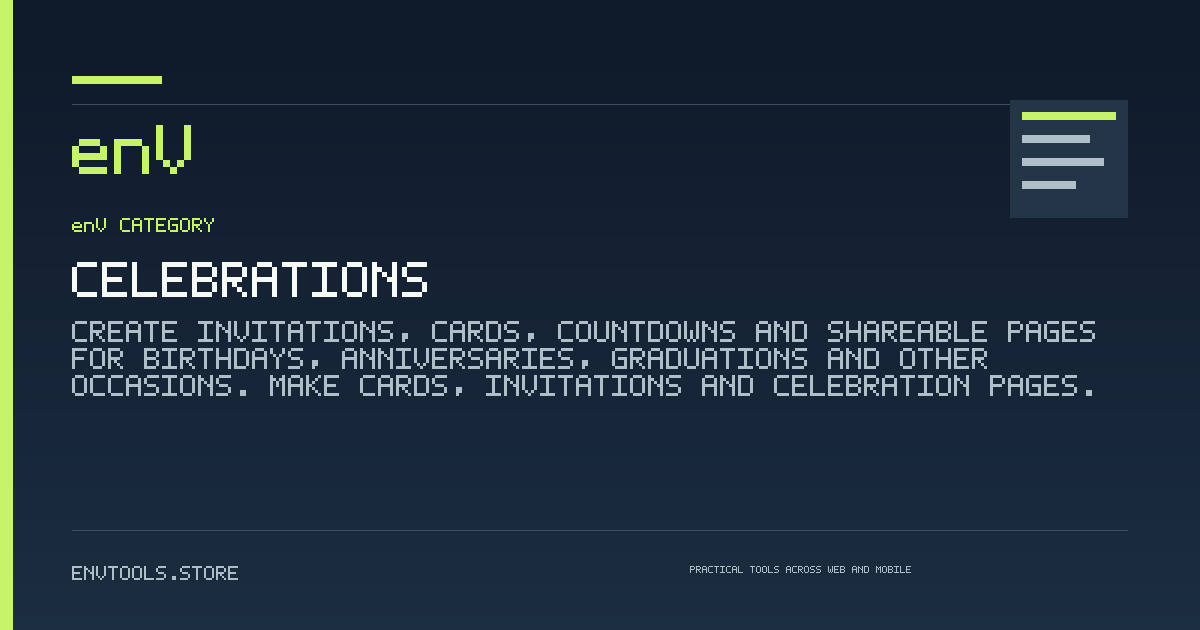 enV
enV CATEGORY
CELEBRATIONS
CREATE INVITATIONS, CARDS, COUNTDOWNS AND SHAREABLE PAGES
FOR BIRTHDAYS, ANNIVERSARIES, GRADUATIONS AND OTHER
OCCASIONS. MAKE CARDS, INVITATIONS AND CELEBRATION PAGES.
ENVTOOLS.STORE
PRACTICAL TOOLS ACROSS WEB AND MOBILE